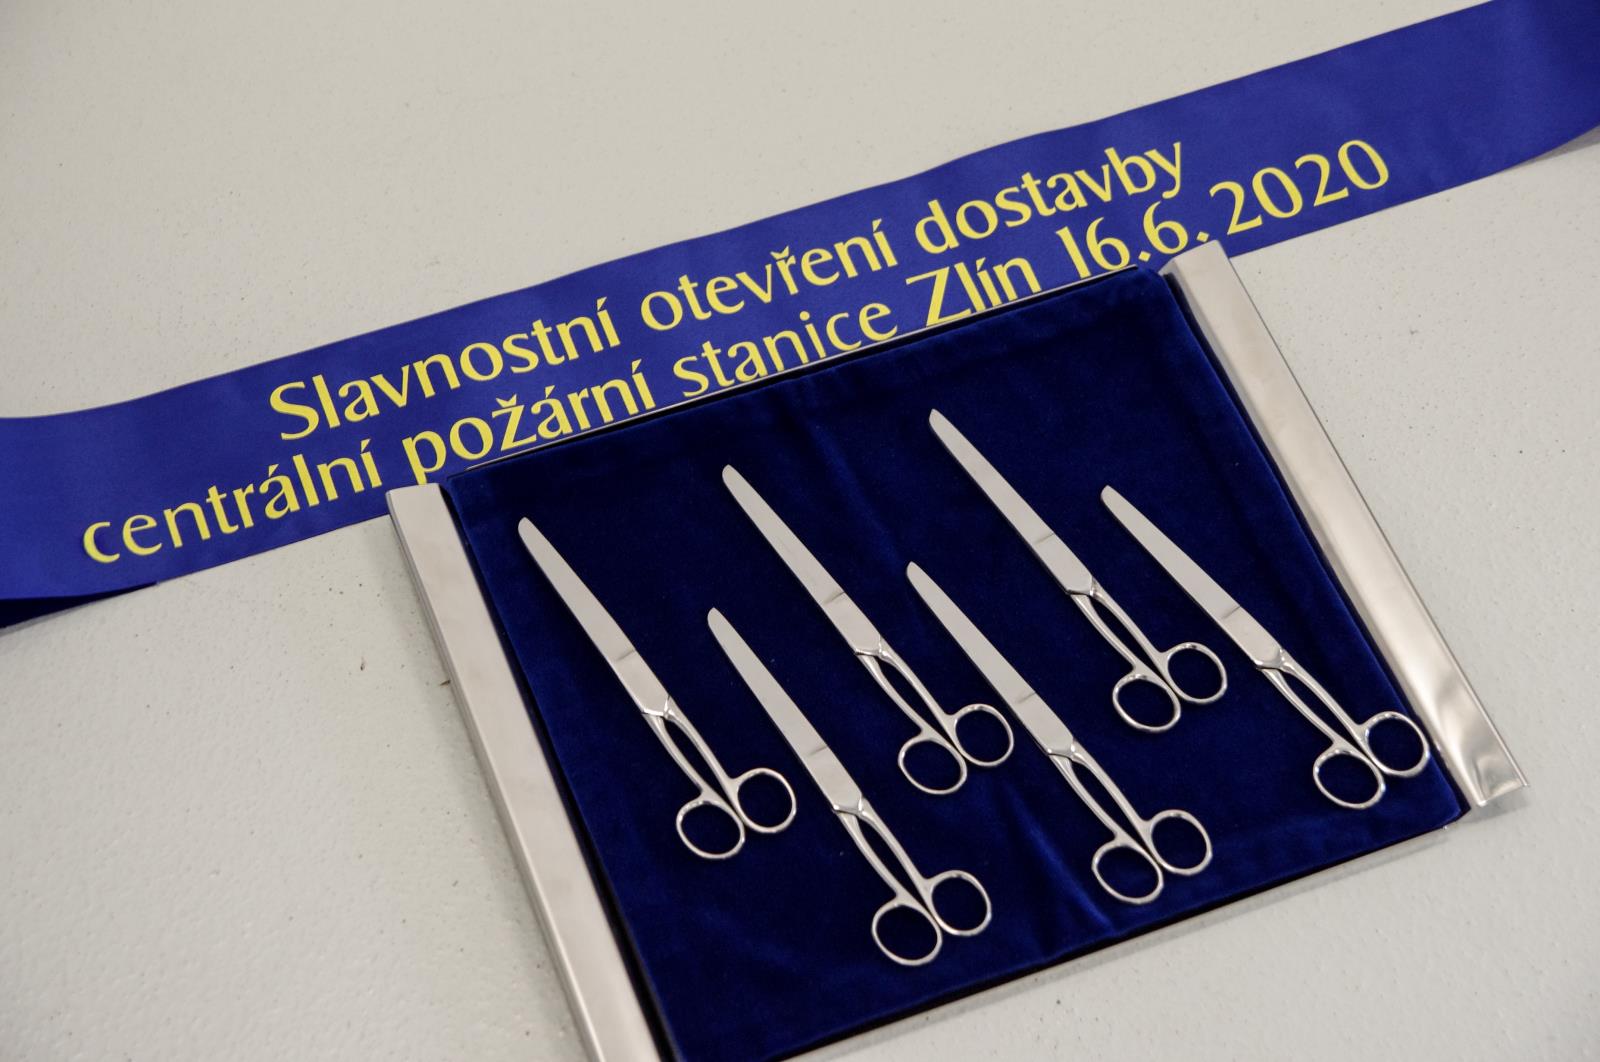 Slavnostní otevření dostavby
centrální požární stanice Zlín 16.6.2020